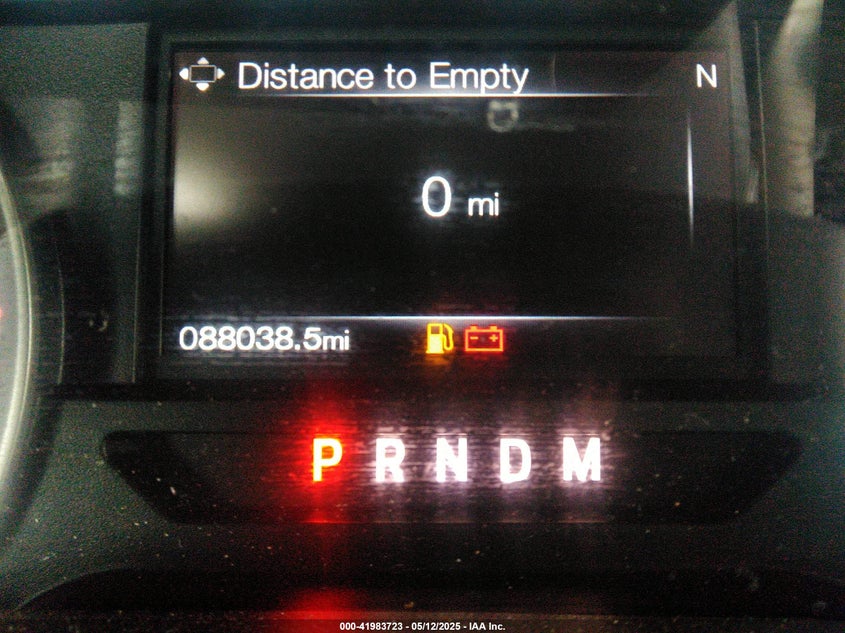 Distance to Empty N
0 mi
088038.5mi
P R N D M
000-41983723 - 05/12/2025 - IAA Inc.